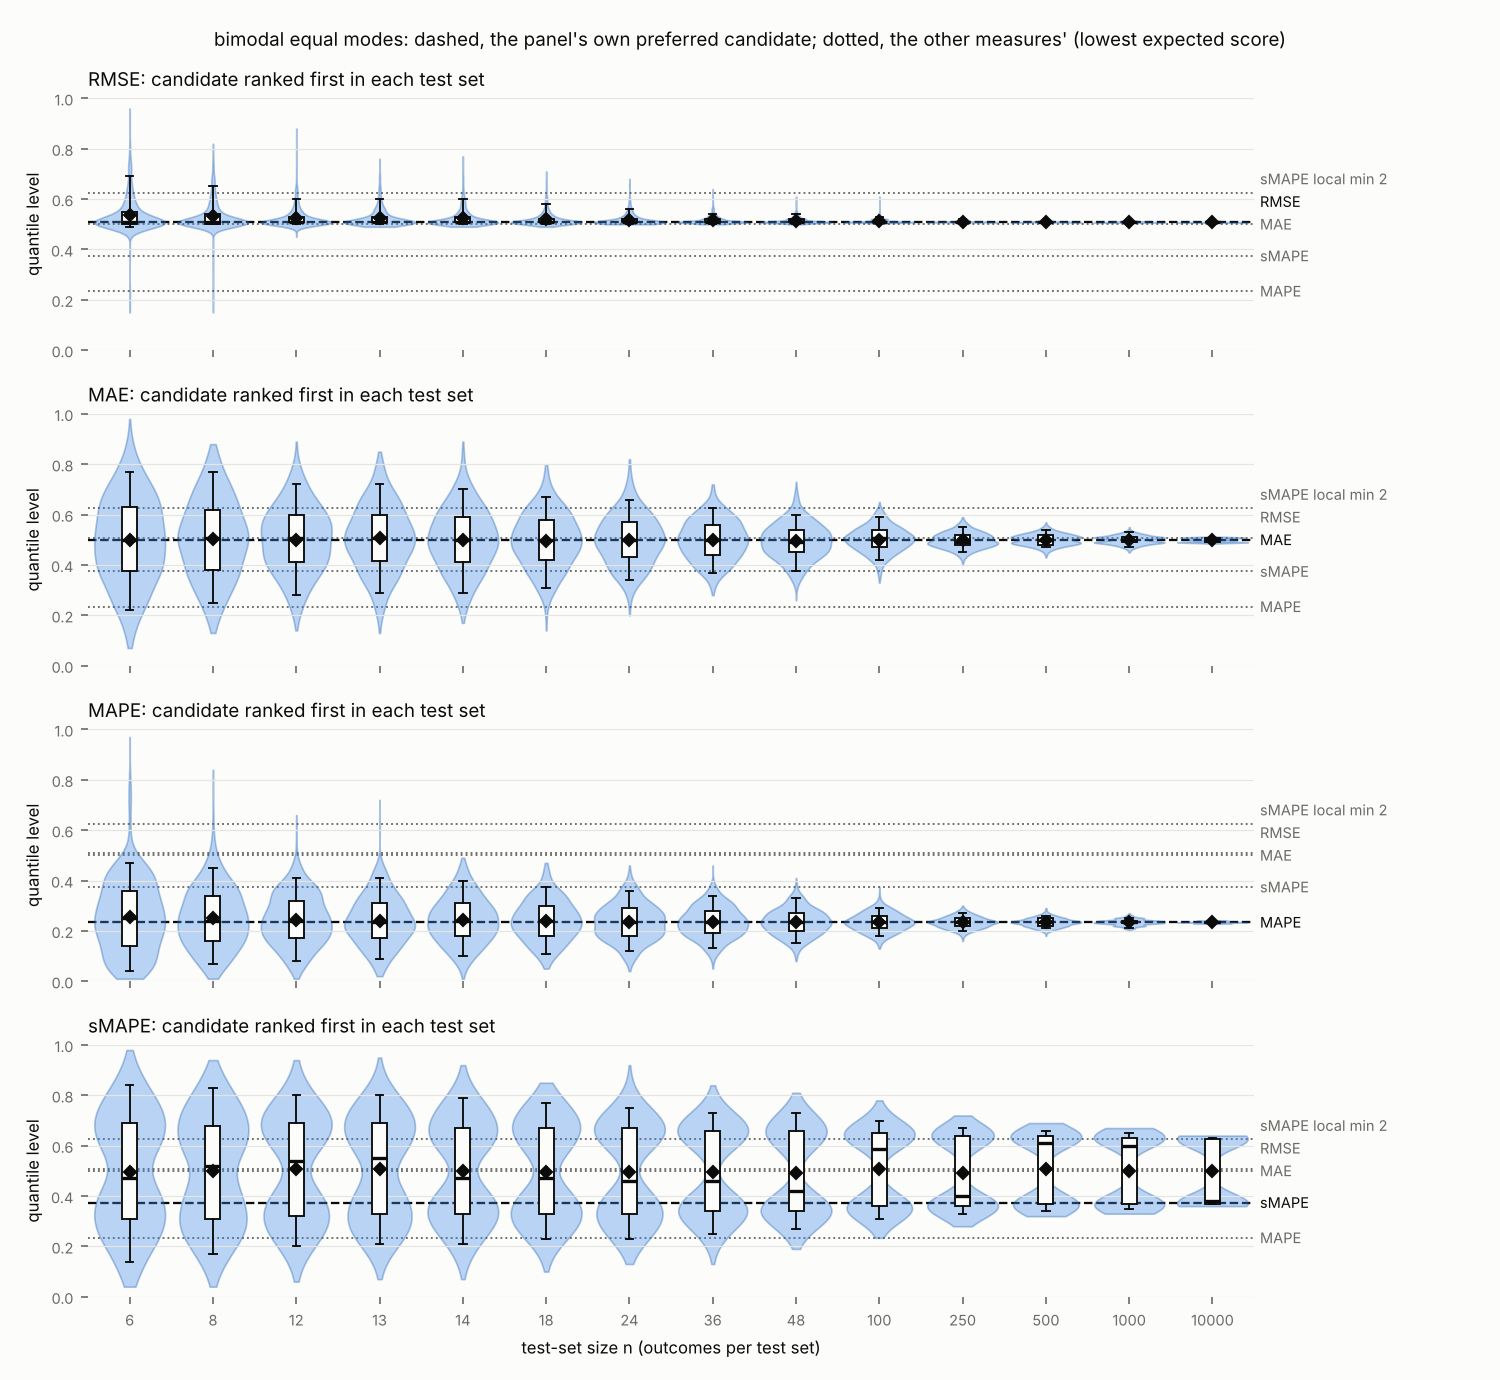 bimodal equal modes: dashed, the panel's own preferred candidate; dotted, the other measures' (lowest expected score)
RMSE: candidate ranked first in each test set
quantile level
1.0
0.8
0.6
0.4
0.2
0.0
sMAPE local min 2
RMSE
MAE
sMAPE
MAPE
MAE: candidate ranked first in each test set
quantile level
1.0
0.8
0.6
0.4
0.2
0.0
sMAPE local min 2
RMSE
MAE
sMAPE
MAPE
MAPE: candidate ranked first in each test set
quantile level
1.0
0.8
0.6
0.4
0.2
0.0
sMAPE local min 2
RMSE
MAE
sMAPE
MAPE
sMAPE: candidate ranked first in each test set
quantile level
1.0
0.8
0.6
0.4
0.2
0.0
sMAPE local min 2
RMSE
MAE
sMAPE
MAPE
6 8 12 13 14 18 24 36 48 100 250 500 1000 10000
test-set size n (outcomes per test set)